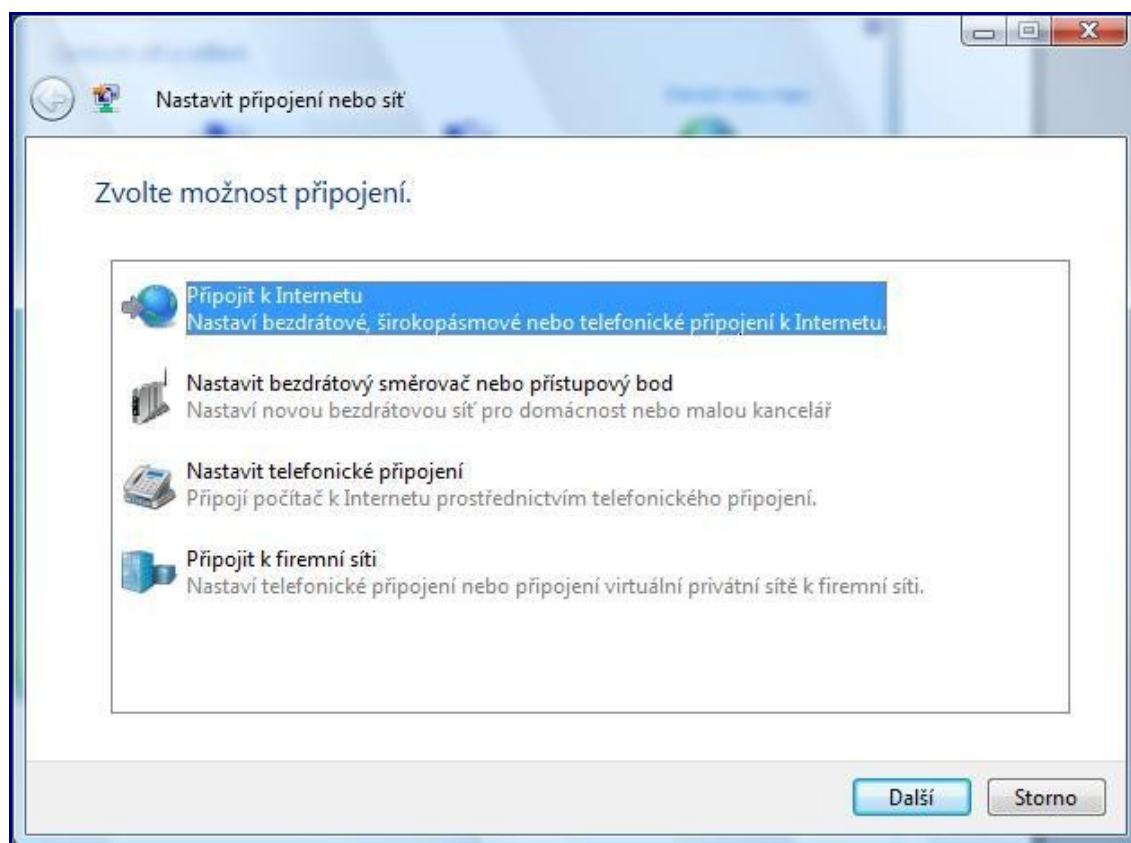 Nastavit připojení nebo síť
Zvolte možnost připojení.
Připojit k Internetu
Nastaví bezdrátové, širokopásmové nebo telefonické připojení k Internetu.
Nastavit bezdrátový směrovač nebo přístupový bod
Nastaví novou bezdrátovou síť pro domácnost nebo malou kancelář
Nastavit telefonické připojení
Připojí počítač k Internetu prostřednictvím telefonického připojení.
Připojit k firemní síti
Nastaví telefonické připojení nebo připojení virtuální privátní sítě k firemní síti.
Další
Storno